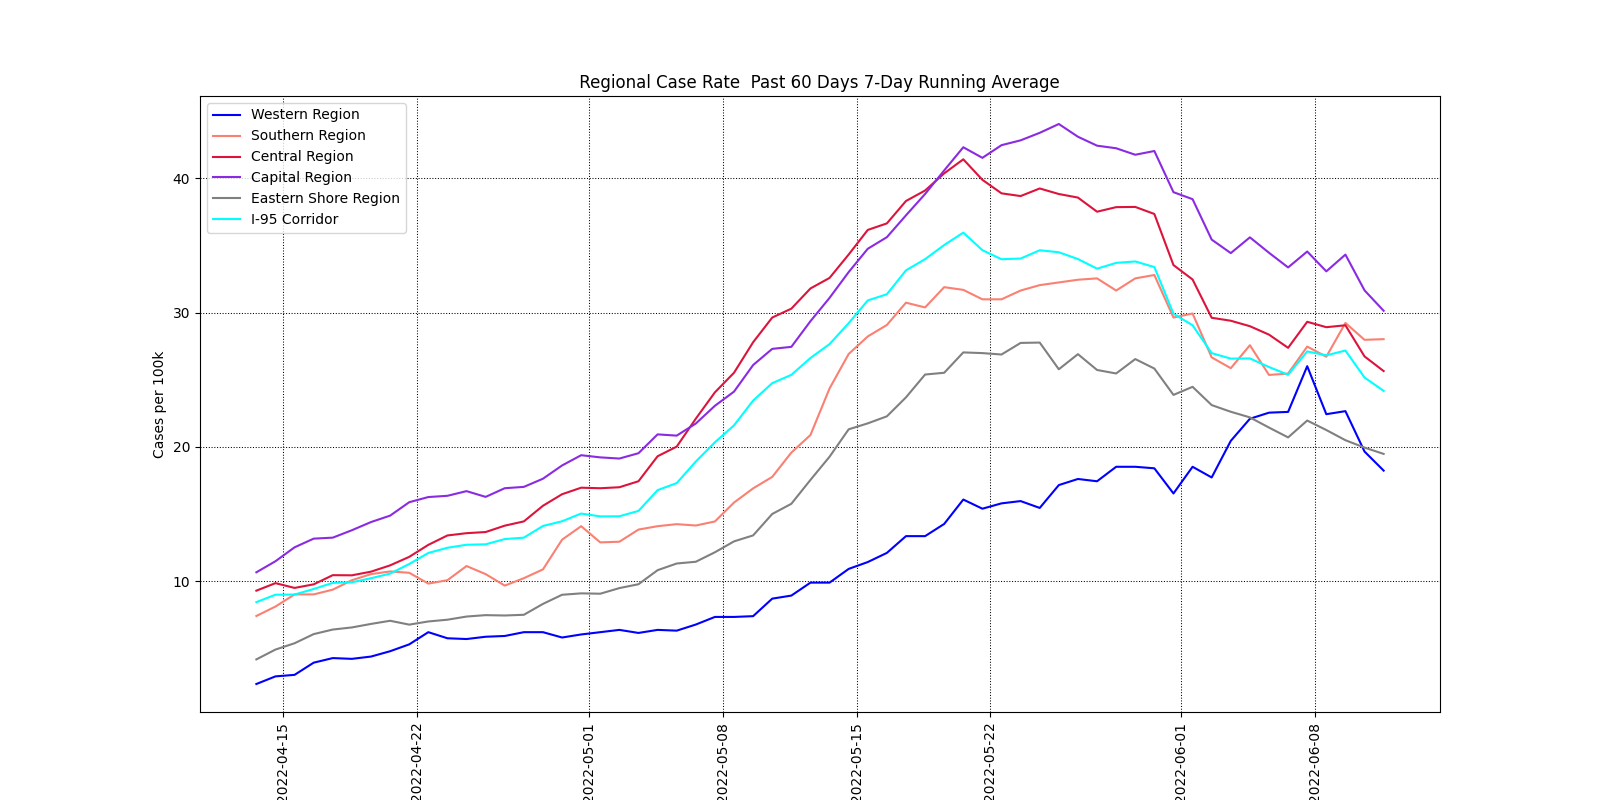 Regional Case Rate  Past 60 Days 7-Day Running Average
Western Region
Southern Region
Central Region
Capital Region
Eastern Shore Region
I-95 Corridor
Cases per 100k
40
30
20
10
2022-04-15
2022-04-22
2022-05-01
2022-05-08
2022-05-15
2022-05-22
2022-06-01
2022-06-08